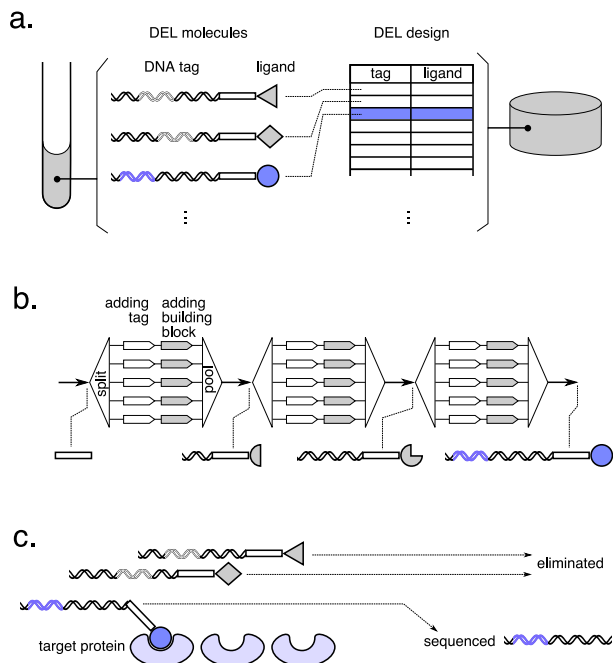 a.
DEL molecules
DEL design
DNA tag
ligand
tag
ligand
b.
adding
tag
adding
building
block
split
pool
c.
eliminated
target protein
sequenced